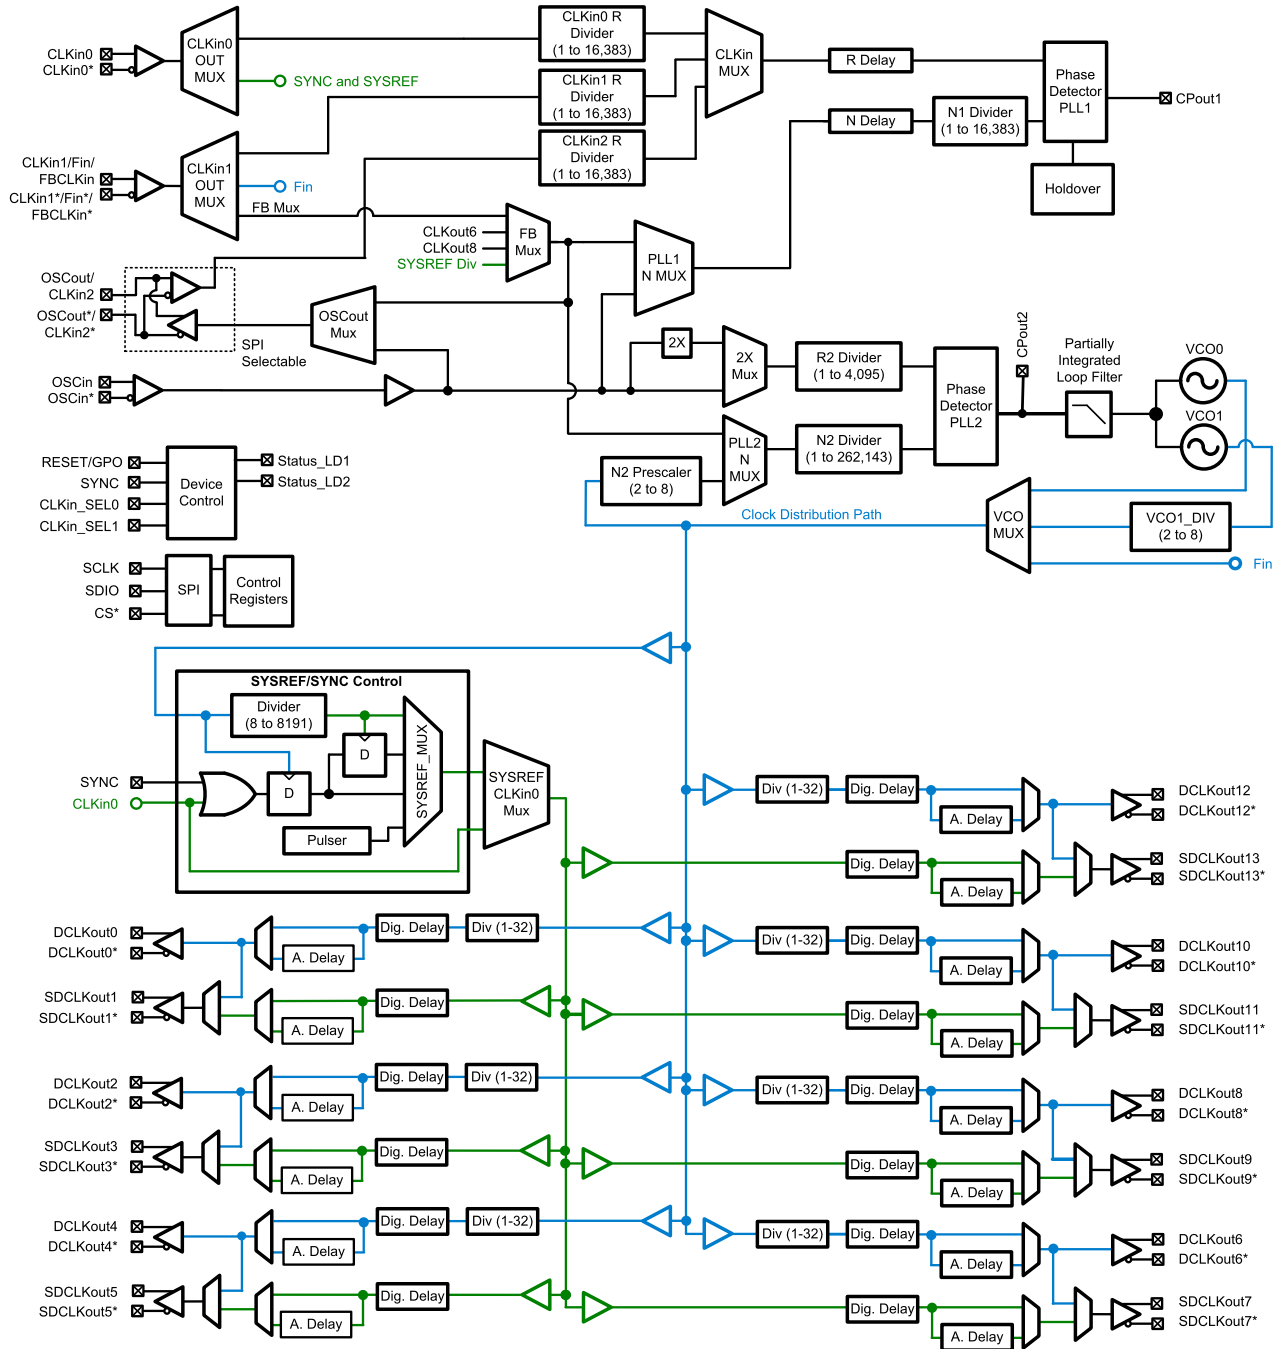 CLKin0
CLKin0*
CLKin0
OUT
MUX
SYNC and SYSREF
CLKin0 R
Divider
(1 to 16,383)
CLKin1 R
Divider
(1 to 16,383)
CLKin2 R
Divider
(1 to 16,383)
CLKin
MUX
R Delay
N Delay
N1 Divider
(1 to 16,383)
Phase
Detector
PLL1
CPout1
Holdover
CLKin1/Fin/
FBCLKin
CLKin1*/Fin*/
FBCLKin*
CLKin1
OUT
MUX
Fin
FB Mux
CLKout6
CLKout8
SYSREF Div
FB
Mux
PLL1
N MUX
OSCout/
CLKin2
OSCout*/
CLKin2*
SPI
Selectable
OSCout
Mux
OSCin
OSCin*
2X
2X
Mux
R2 Divider
(1 to 4,095)
Phase
Detector
PLL2
CPout2
Partially
Integrated
Loop Filter
VCO0
VCO1
PLL2
N
MUX
N2 Divider
(1 to 262,143)
N2 Prescaler
(2 to 8)
Clock Distribution Path
VCO
MUX
VCO1_DIV
(2 to 8)
Fin
RESET/GPO
SYNC
CLKin_SEL0
CLKin_SEL1
Device
Control
Status_LD1
Status_LD2
SCLK
SDIO
CS*
SPI
Control
Registers
SYSREF/SYNC Control
Divider
(8 to 8191)
D
D
SYSREF_MUX
Pulser
SYNC
CLKin0
SYSREF
CLKin0
Mux
Div (1-32)
Dig. Delay
A. Delay
DCLKout12
DCLKout12*
Dig. Delay
A. Delay
SDCLKout13
SDCLKout13*
DCLKout0
DCLKout0*
A. Delay
Dig. Delay
Div (1-32)
Div (1-32)
Dig. Delay
A. Delay
DCLKout10
DCLKout10*
SDCLKout1
SDCLKout1*
A. Delay
Dig. Delay
Dig. Delay
A. Delay
SDCLKout11
SDCLKout11*
DCLKout2
DCLKout2*
A. Delay
Dig. Delay
Div (1-32)
Div (1-32)
Dig. Delay
A. Delay
DCLKout8
DCLKout8*
SDCLKout3
SDCLKout3*
A. Delay
Dig. Delay
Dig. Delay
A. Delay
SDCLKout9
SDCLKout9*
DCLKout4
DCLKout4*
A. Delay
Dig. Delay
Div (1-32)
Div (1-32)
Dig. Delay
A. Delay
DCLKout6
DCLKout6*
SDCLKout5
SDCLKout5*
A. Delay
Dig. Delay
Dig. Delay
A. Delay
SDCLKout7
SDCLKout7*